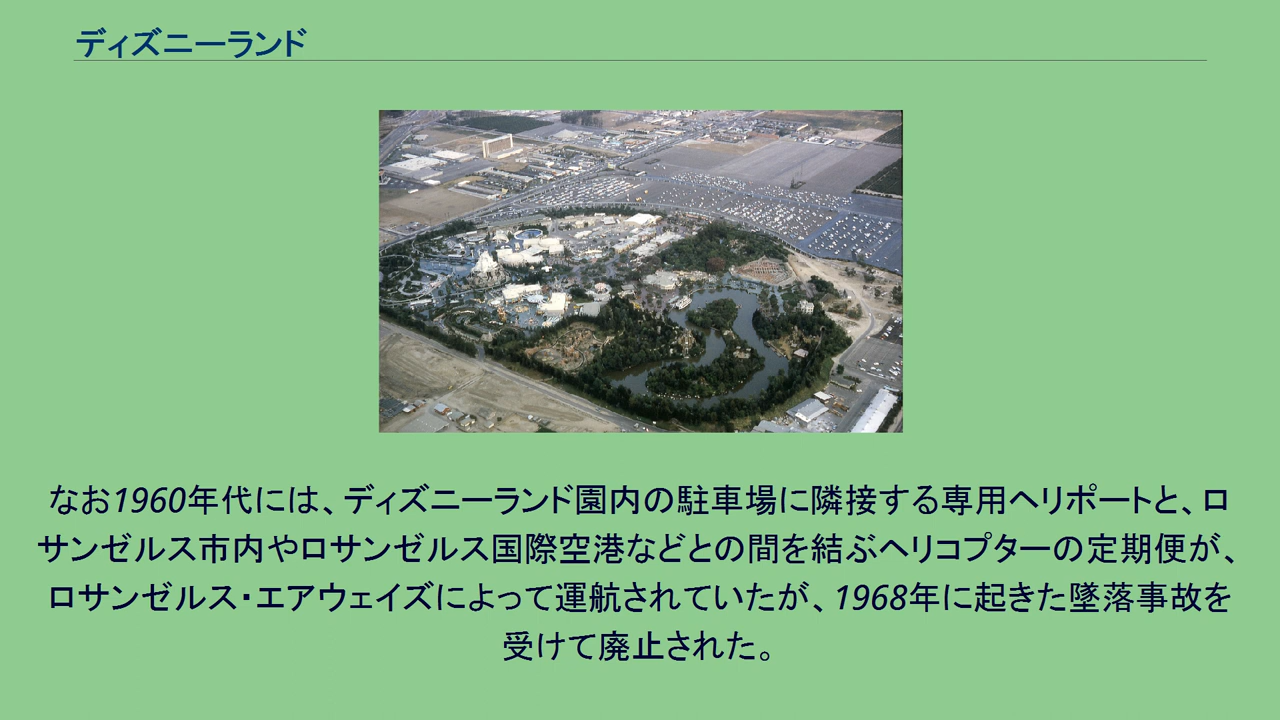 ディズニーランド
なお1960年代には、ディズニーランド園内の駐車場に隣接する専用ヘリポートと、ロ
サンゼルス市内やロサンゼルス国際空港などとの間を結ぶヘリコプターの定期便が、
ロサンゼルス・エアウェイズによって運航されていたが、1968年に起きた墜落事故を
受けて廃止された。